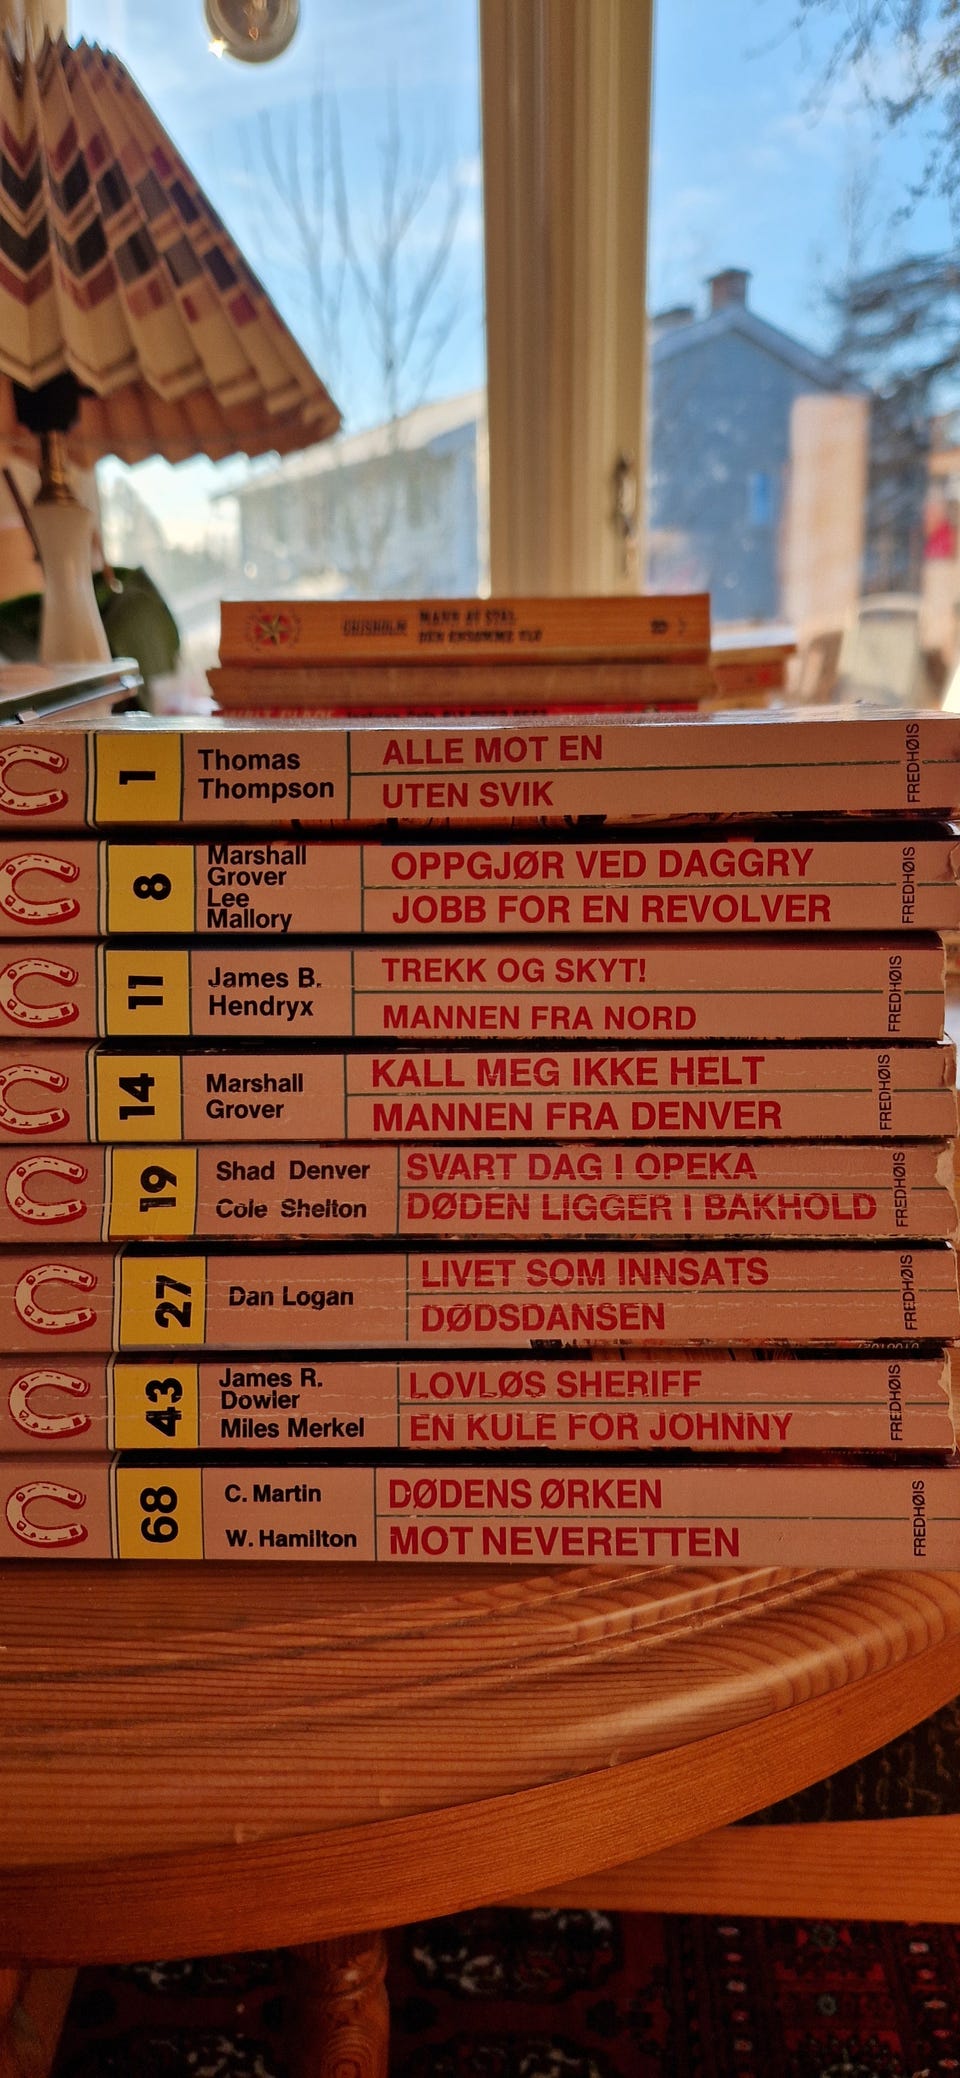 CHISHOLM
MANN AV STÅL
DEN ENSOMME ULV
1
Thomas
Thompson
ALLE MOT EN
UTEN SVIK
FREDHØIS
8
Marshall
Grover
Lee
Mallory
OPPGJØR VED DAGGRY
JOBB FOR EN REVOLVER
FREDHØIS
11
James B.
Hendryx
TREKK OG SKYT!
MANNEN FRA NORD
FREDHØIS
14
Marshall
Grover
KALL MEG IKKE HELT
MANNEN FRA DENVER
FREDHØIS
19
Shad Denver
Cole Shelton
SVART DAG I OPEKA
DØDEN LIGGER I BAKHOLD
FREDHØIS
27
Dan Logan
LIVET SOM INNSATS
DØDSDANSEN
FREDHØIS
43
James R.
Dowler
Miles Merkel
LOVLØS SHERIFF
EN KULE FOR JOHNNY
FREDHØIS
68
C. Martin
W. Hamilton
DØDENS ØRKEN
MOT NEVERETTEN
FREDHØIS